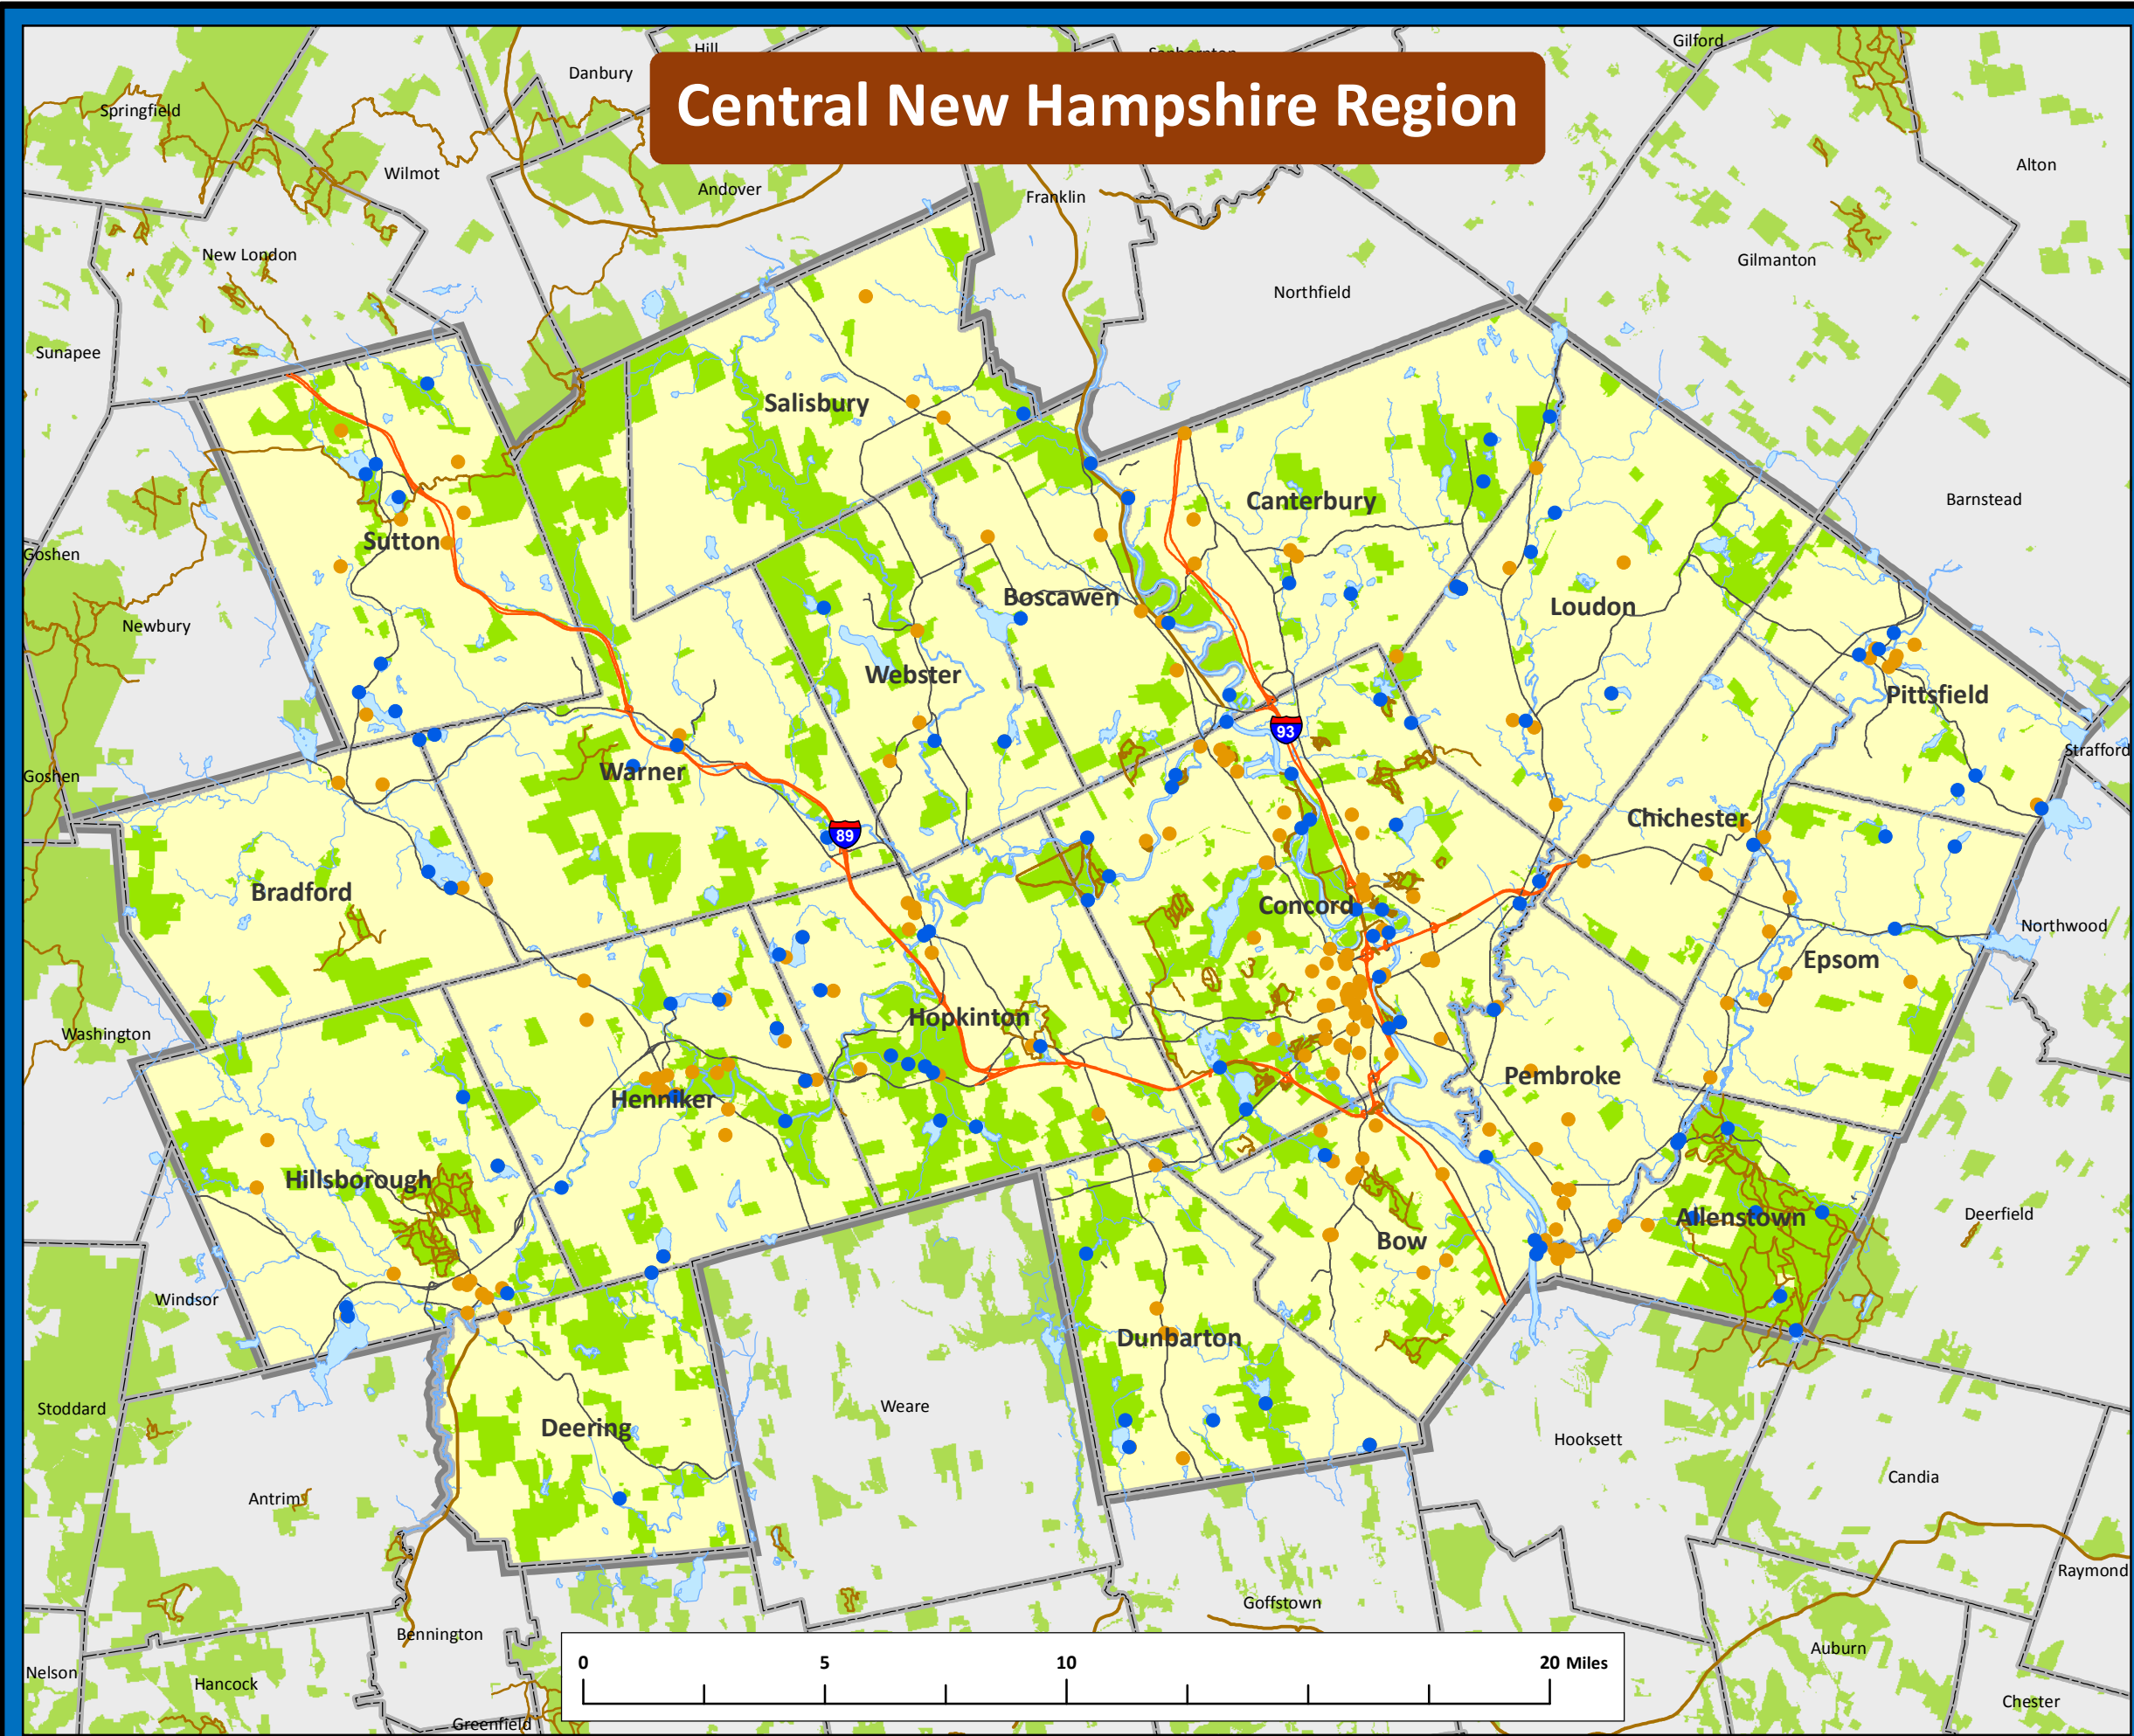 Hill
Gilford
Danbury
Central New Hampshire Region
Springfield
Alton
Wilmot
Andover
Franklin
New London
Gilmanton
Northfield
Sunapee
Salisbury
Canterbury
Barnstead
Sutton
Goshen
Boscawen
Loudon
Newbury
Webster
Pittsfield
93
Strafford
Goshen
Warner
Chichester
89
Bradford
Concord
Northwood
Epsom
Hopkinton
Washington
Pembroke
Henniker
Hillsborough
Allenstown
Deerfield
Bow
Windsor
Dunbarton
Weare
Stoddard
Deering
Hooksett
Candia
Antrim
Raymond
Goffstown
Bennington
Auburn
0 5 10 20 Miles
Nelson
Hancock
Chester
Greenfield